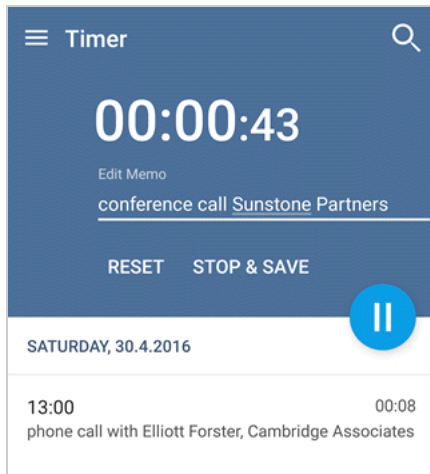 Timer
00:00:43
Edit Memo
conference call Sunstone Partners
RESET STOP & SAVE
SATURDAY, 30.4.2016
13:00 00:08
phone call with Elliott Forster, Cambridge Associates